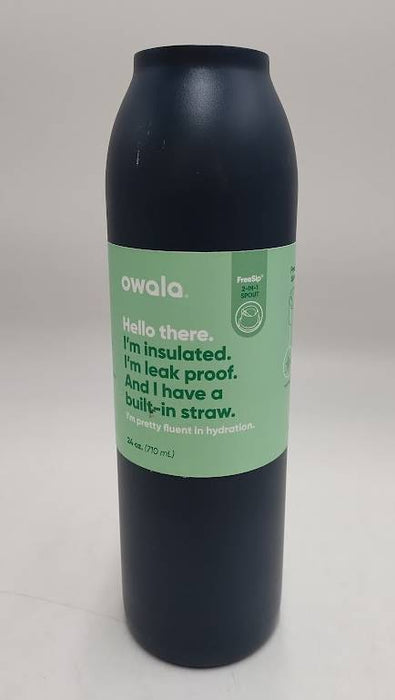 owala.
FreeSip™
2-IN-1
SPOUT
Hello there.
I'm insulated.
I'm leak proof.
And I have a
built-in straw.
I'm pretty fluent in hydration.
24 oz. (710 mL)